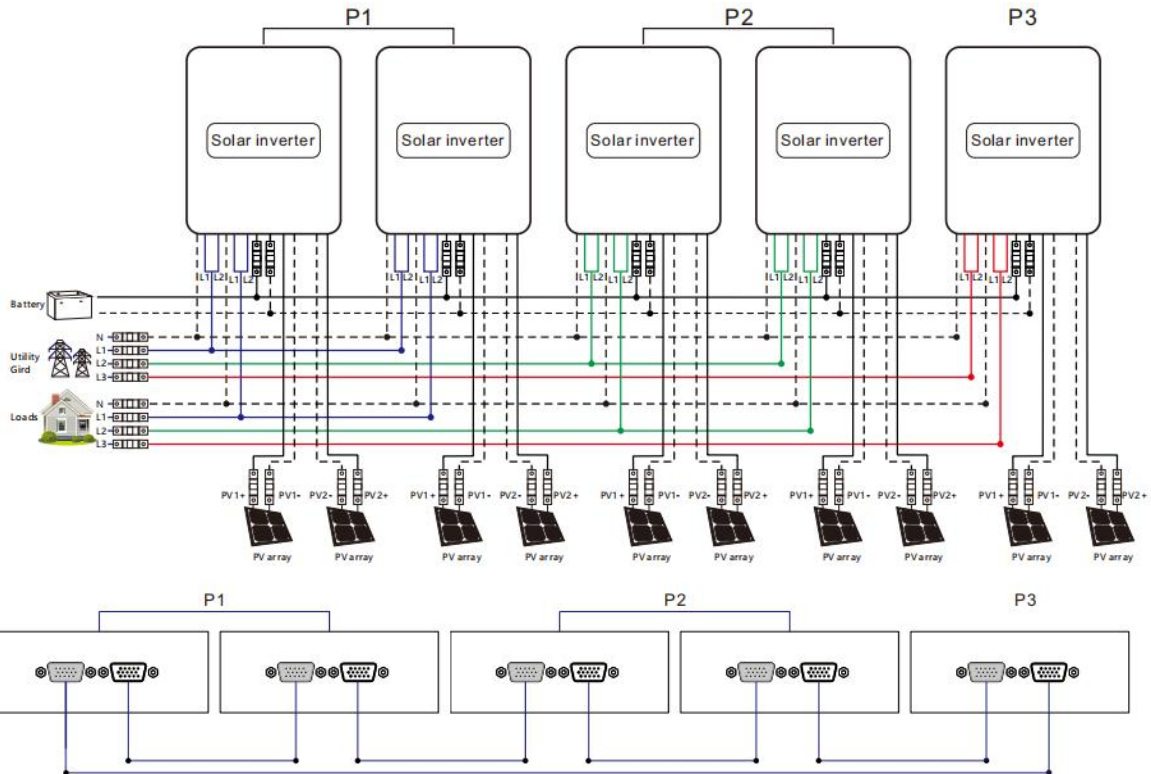 P1 P2 P3
Solar inverter Solar inverter Solar inverter Solar inverter Solar inverter
L1 L2 L1 L2 L1 L2 L1 L2 L1 L2 L1 L2 L1 L2 L1 L2 L1 L2 L1 L2
Battery
N
L1
Utility L2
Gird L3
N
Loads L1
L2
L3
PV1+ PV1- PV2- PV2+ PV1+ PV1- PV2- PV2+ PV1+ PV1- PV2- PV2+ PV1+ PV1- PV2- PV2+ PV1+ PV1- PV2- PV2+
PV array PV array PV array PV array PV array PV array PV array PV array PV array PV array
P1 P2 P3